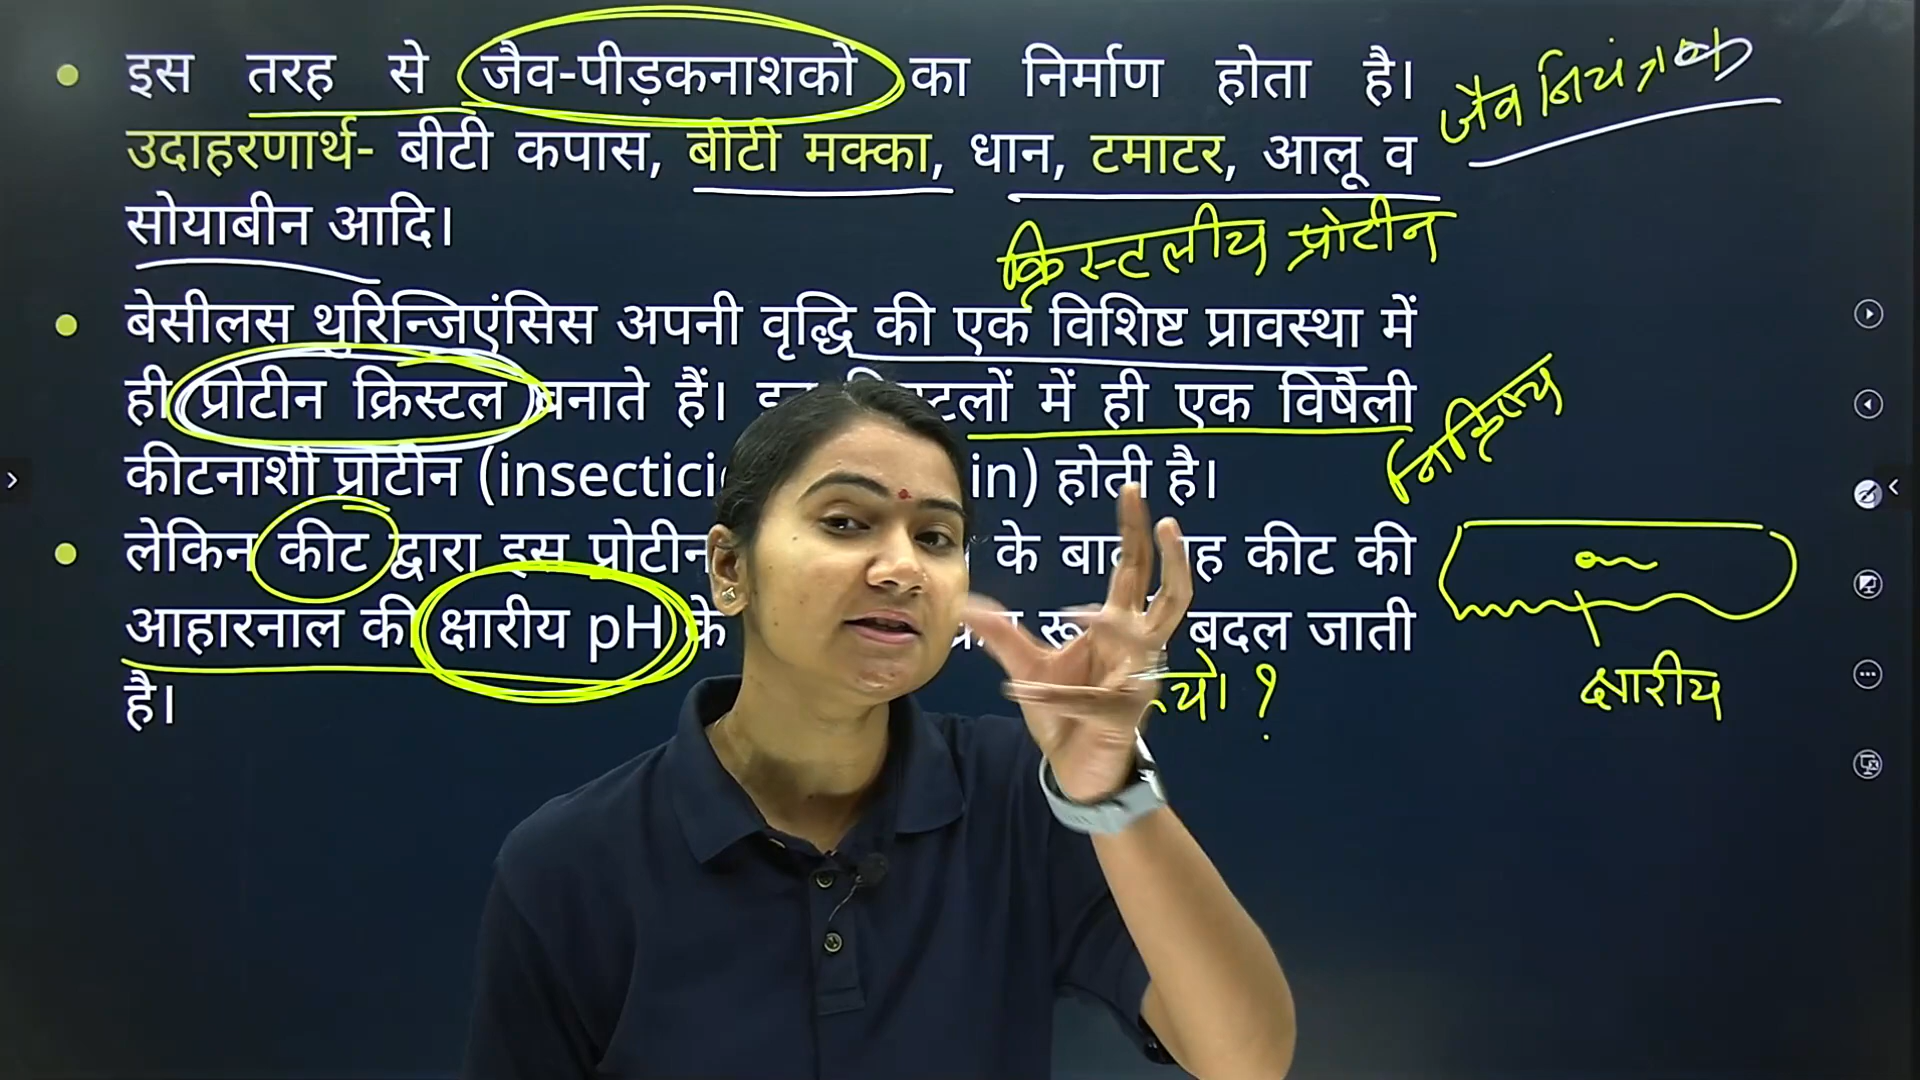 इस तरह से जैव-पीड़कनाशकों का निर्माण होता है।
जैव नियंत्रक
उदाहरणार्थ- बीटी कपास, बीटी मक्का, धान, टमाटर, आलू व
सोयाबीन आदि।
क्रिस्टलीय प्रोटीन
बेसीलस थुरिन्जिएंसिस अपनी वृद्धि की एक विशिष्ट प्रावस्था में
ही प्रोटीन क्रिस्टल बनाते हैं। में ही एक विषैली
निष्क्रिय
कीटनाशी प्रोटीन (insectici in) होती है।
लेकिन कीट द्वारा इस प्रोटीन के बाद कीट की
आहारनाल की क्षारीय pH के बदल जाती
क्षारीय
है।
?